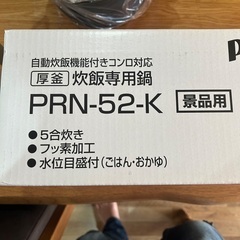 自動炊飯機能付きコンロ対応
厚釜 炊飯専用鍋
PRN-52-K 景品用
●5合炊き
●フッ素加工
●水位目盛付(ごはん・おかゆ)